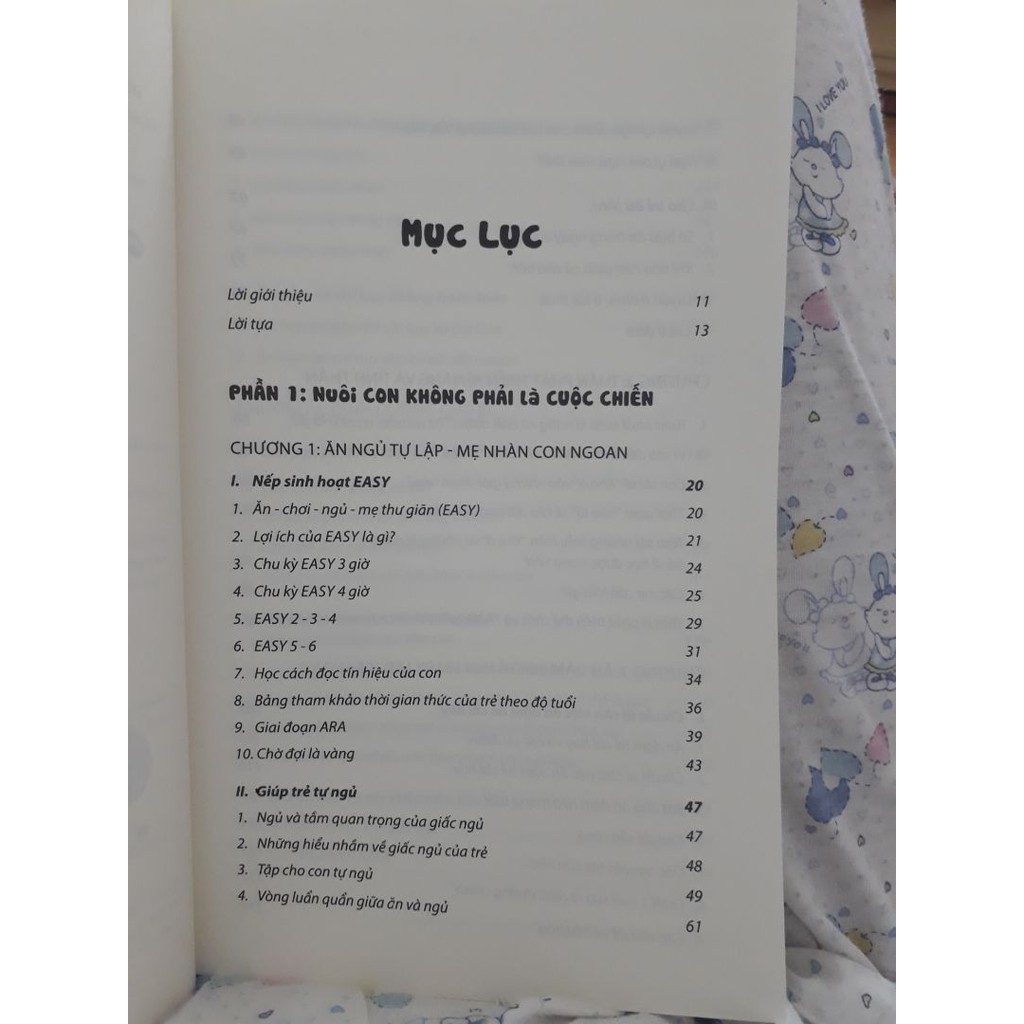 Mục Lục
Lời giới thiệu 11
Lời tựa 13
PHẦN 1: NUÔI CON KHÔNG PHẢI LÀ CUỘC CHIẾN
CHƯƠNG 1: ĂN NGỦ TỰ LẬP - MẸ NHÀN CON NGOAN
I. Nếp sinh hoạt EASY 20
1. Ăn - chơi - ngủ - mẹ thư giãn (EASY) 20
2. Lợi ích của EASY là gì? 21
3. Chu kỳ EASY 3 giờ 24
4. Chu kỳ EASY 4 giờ 25
5. EASY 2 - 3 - 4 29
6. EASY 5 - 6 31
7. Học cách đọc tín hiệu của con 34
8. Bảng tham khảo thời gian thức của trẻ theo độ tuổi 36
9. Giai đoạn ARA 39
10. Chờ đợi là vàng 43
II. Giúp trẻ tự ngủ 47
1. Ngủ và tầm quan trọng của giấc ngủ 47
2. Những hiểu nhầm về giấc ngủ của trẻ 48
3. Tập cho con tự ngủ 49
4. Vòng luẩn quẩn giữa ăn và ngủ 61
I LOVE YOU